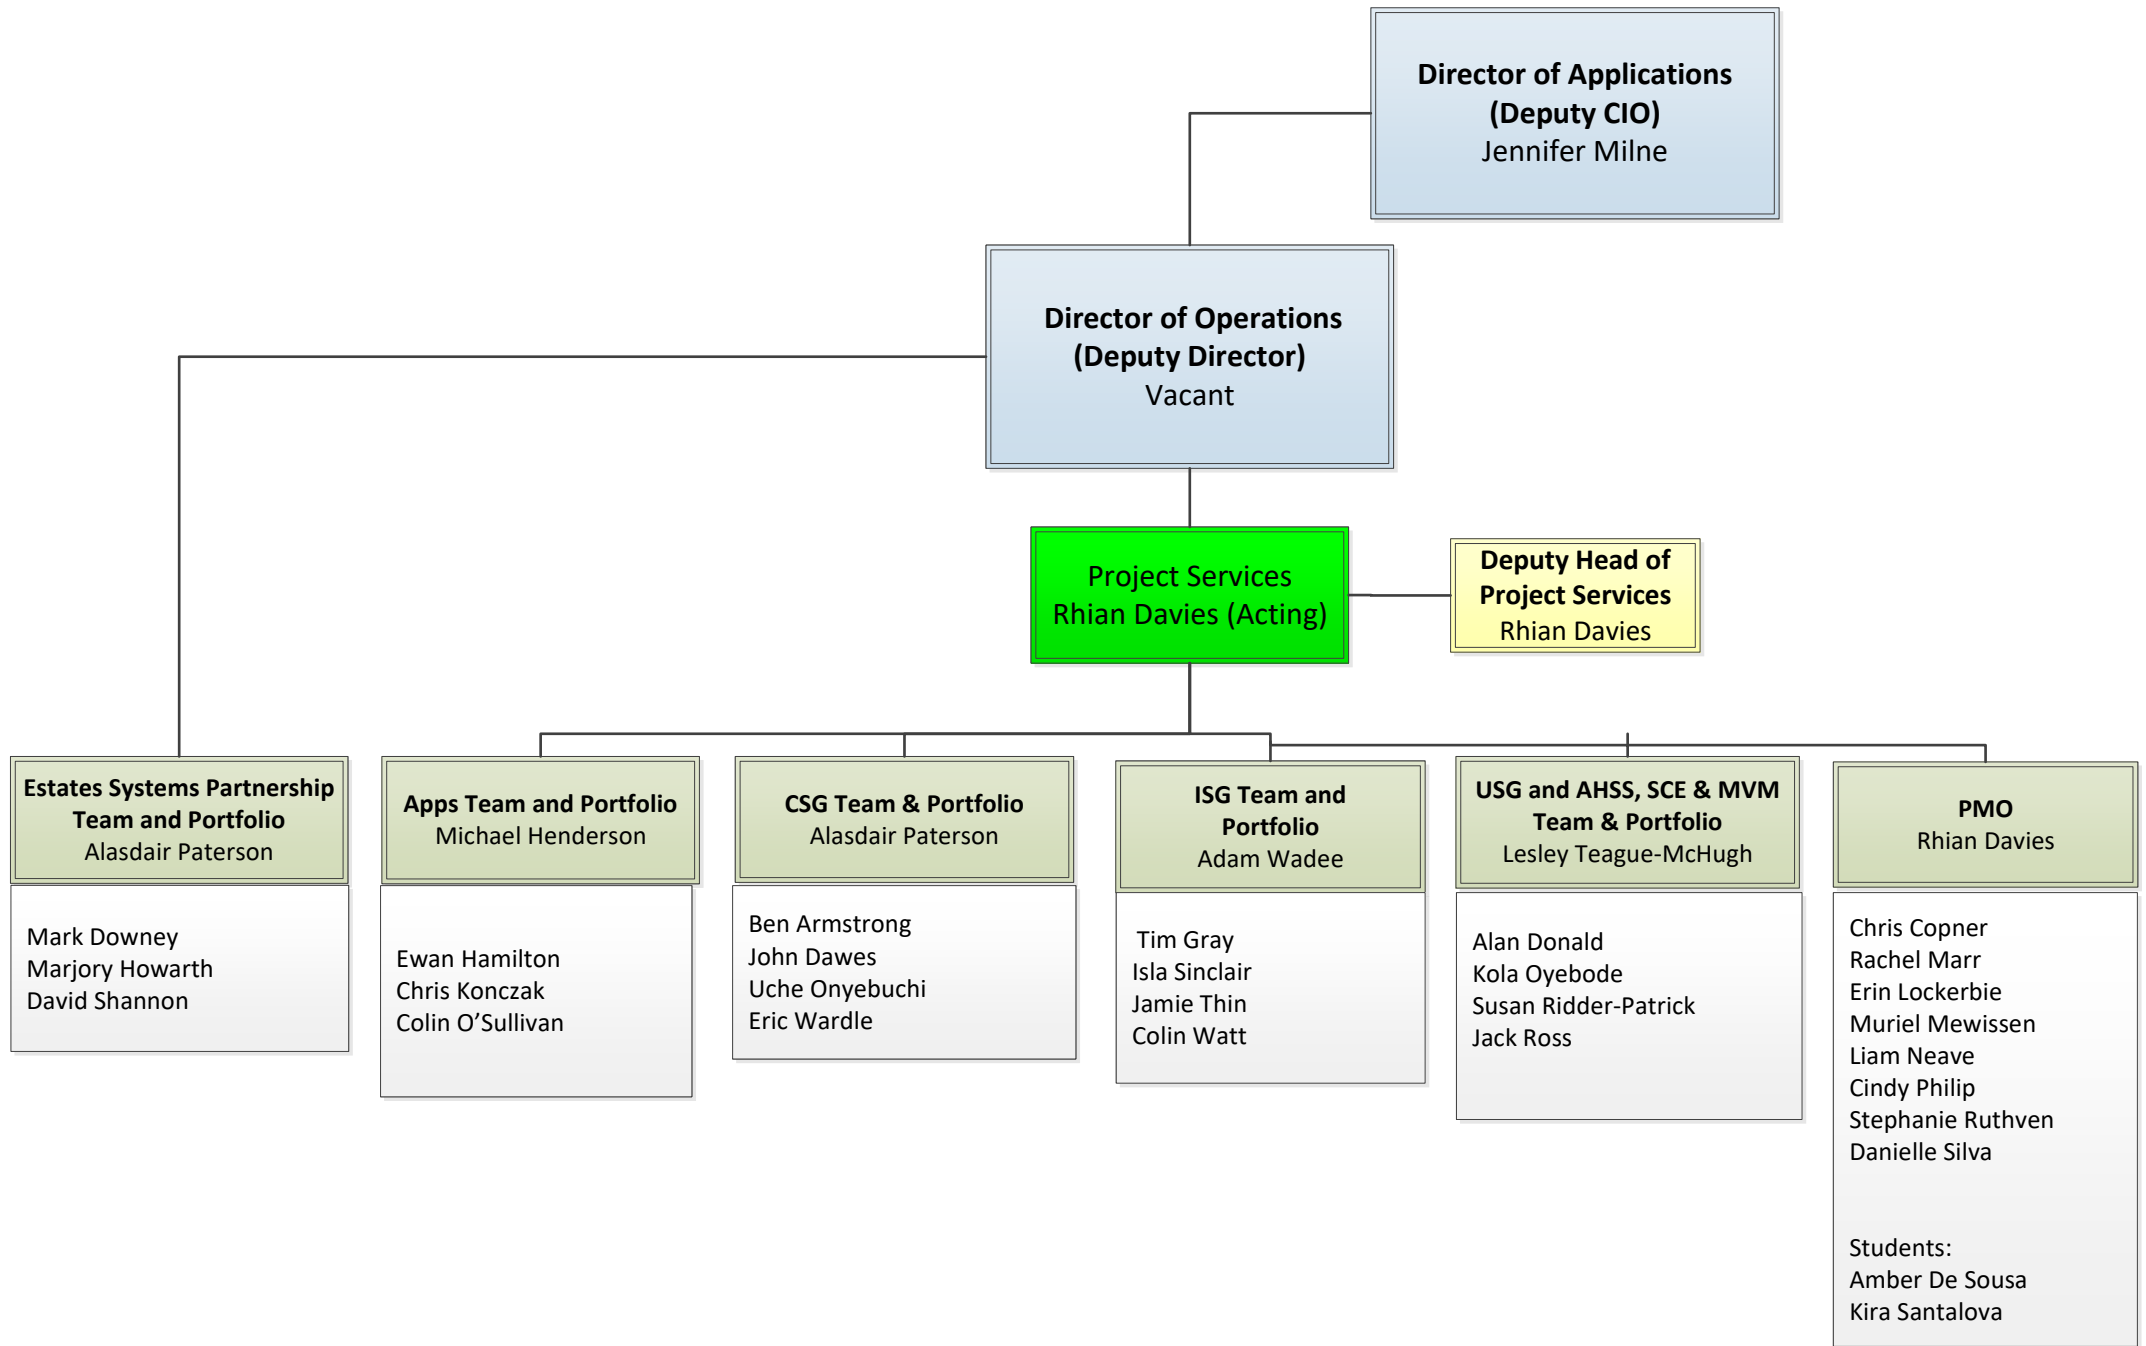 Director of Applications
(Deputy CIO)
Jennifer Milne
Director of Operations
(Deputy Director)
Vacant
Project Services
Rhian Davies (Acting)
Deputy Head of
Project Services
Rhian Davies
Estates Systems Partnership
Team and Portfolio
Alasdair Paterson
Mark Downey
Marjory Howarth
David Shannon
Apps Team and Portfolio
Michael Henderson
Ewan Hamilton
Chris Konczak
Colin O’Sullivan
CSG Team & Portfolio
Alasdair Paterson
Ben Armstrong
John Dawes
Uche Onyebuchi
Eric Wardle
ISG Team and
Portfolio
Adam Wadee
Tim Gray
Isla Sinclair
Jamie Thin
Colin Watt
USG and AHSS, SCE & MVM
Team & Portfolio
Lesley Teague-McHugh
Alan Donald
Kola Oyebode
Susan Ridder-Patrick
Jack Ross
PMO
Rhian Davies
Chris Copner
Rachel Marr
Erin Lockerbie
Muriel Mewissen
Liam Neave
Cindy Philip
Stephanie Ruthven
Danielle Silva
Students:
Amber De Sousa
Kira Santalova